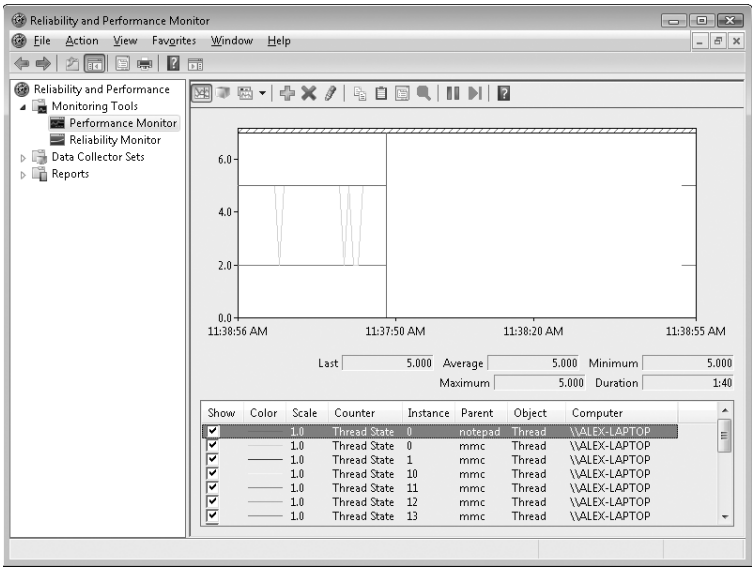 Reliability and Performance Monitor
File Action View Favorites Window Help
Reliability and Performance
Monitoring Tools
Performance Monitor
Reliability Monitor
Data Collector Sets
Reports
6.0
4.0
2.0
0.0
11:38:56 AM 11:37:50 AM 11:38:20 AM 11:38:55 AM
Last 5.000 Average 5.000 Minimum 5.000
Maximum 5.000 Duration 1:40
Show Color Scale Counter Instance Parent Object Computer
1.0 Thread State 0 notepad Thread \\ALEX-LAPTOP
1.0 Thread State 0 mmc Thread \\ALEX-LAPTOP
1.0 Thread State 1 mmc Thread \\ALEX-LAPTOP
1.0 Thread State 10 mmc Thread \\ALEX-LAPTOP
1.0 Thread State 11 mmc Thread \\ALEX-LAPTOP
1.0 Thread State 12 mmc Thread \\ALEX-LAPTOP
1.0 Thread State 13 mmc Thread \\ALEX-LAPTOP